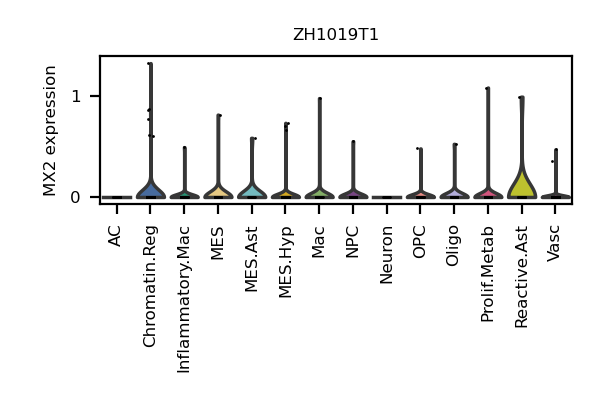 ZH1019T1
MX2 expression
1
0
AC
Chromatin.Reg
Inflammatory.Mac
MES
MES.Ast
MES.Hyp
Mac
NPC
Neuron
OPC
Oligo
Prolif.Metab
Reactive.Ast
Vasc